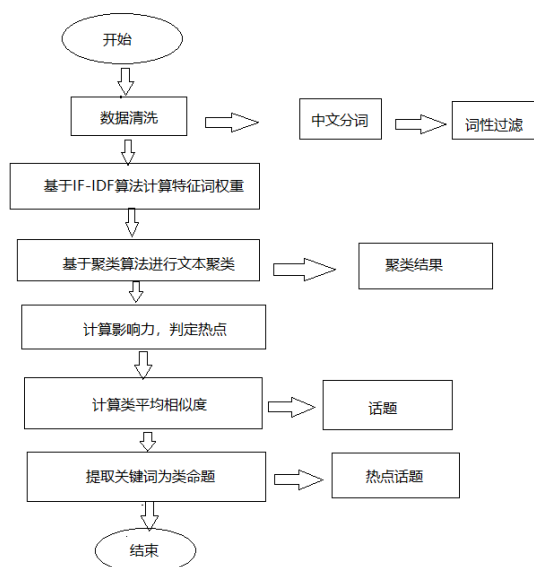 开始
数据清洗
中文分词
词性过滤
基于IF-IDF算法计算特征词权重
基于聚类算法进行文本聚类
聚类结果
计算影响力，判定热点
计算类平均相似度
话题
提取关键词为类命题
热点话题
结束